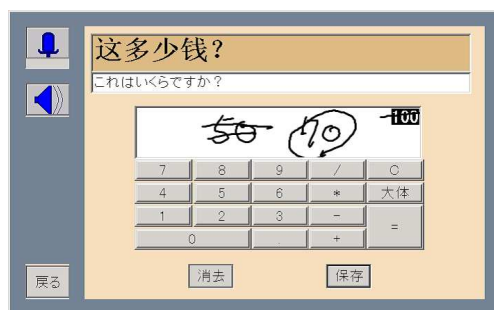 这多少钱？
これはいくらですか？
50 70 100
7 8 9 / C
4 5 6 * 大体
1 2 3 - =
0 . +
戻る 消去 保存